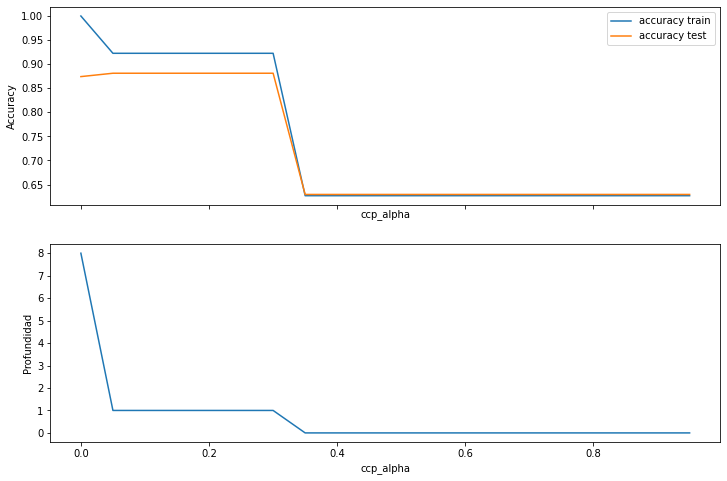 1.00
0.95
0.90
0.85
0.80
0.75
0.70
0.65
Accuracy
accuracy train
accuracy test
ccp_alpha
8
7
6
5
4
3
2
1
0
Profundidad
0.0 0.2 0.4 0.6 0.8
ccp_alpha